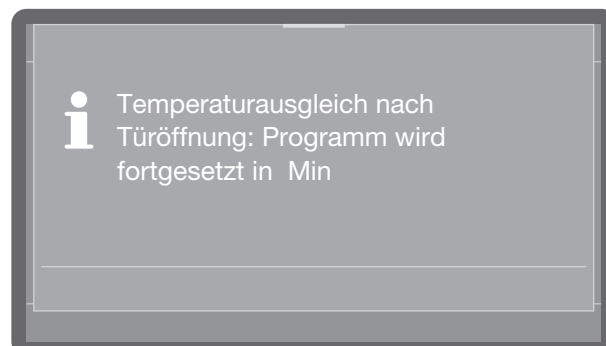 Temperaturausgleich nach
Türöffnung: Programm wird
fortgesetzt in  Min